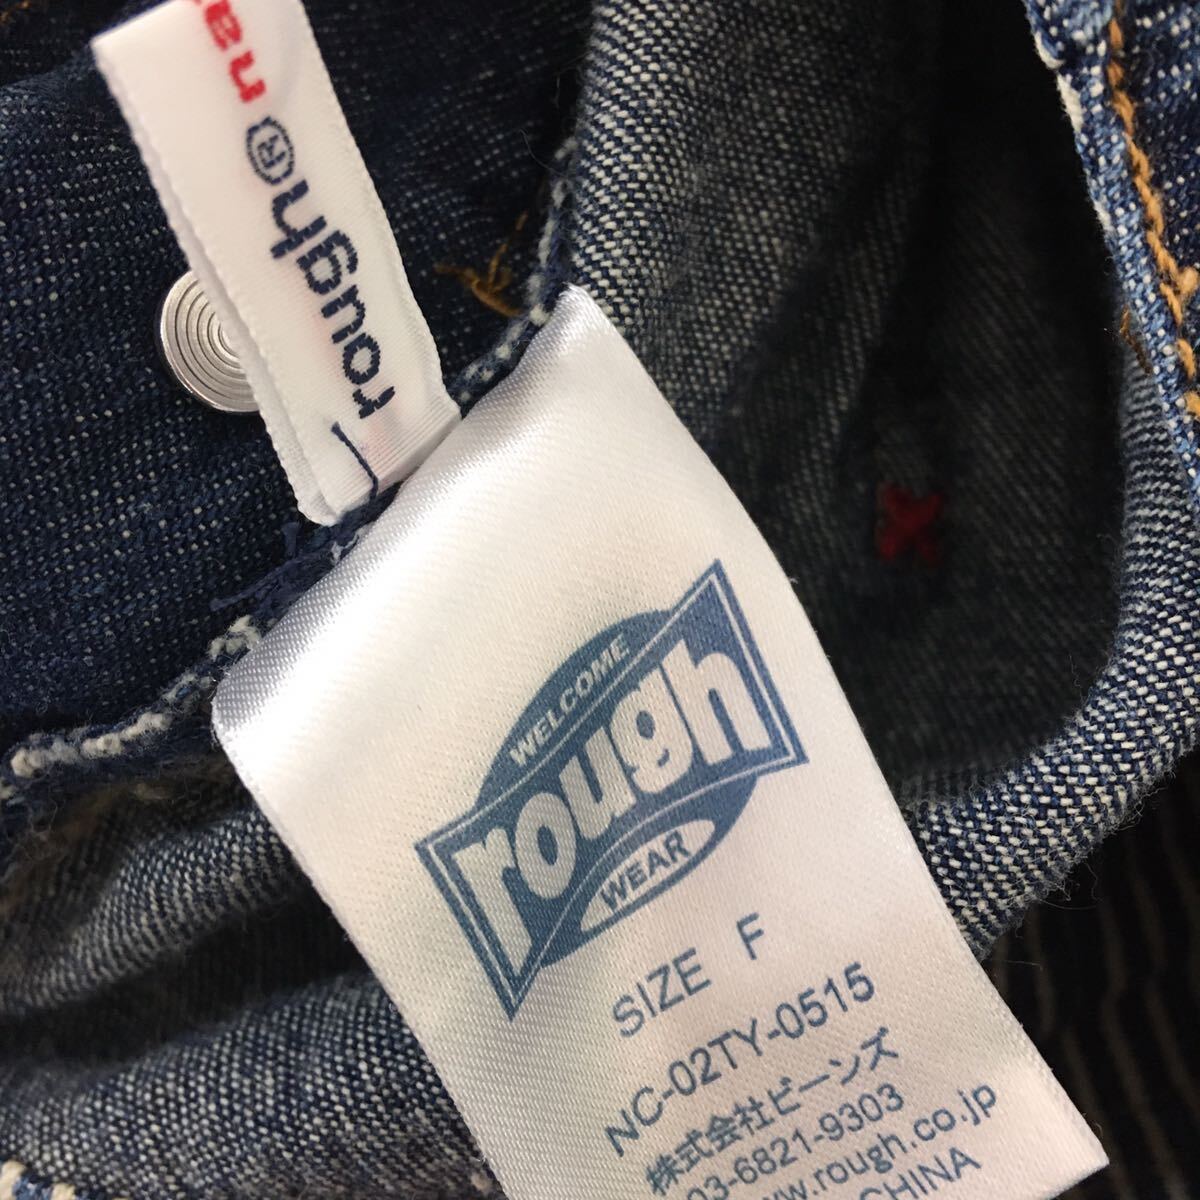 rough®
WELCOME
rough
WEAR
SIZE F
NC-02TY-0515
株式会社ビーンズ
03-6821-9303
www.rough.co.jp
CHINA